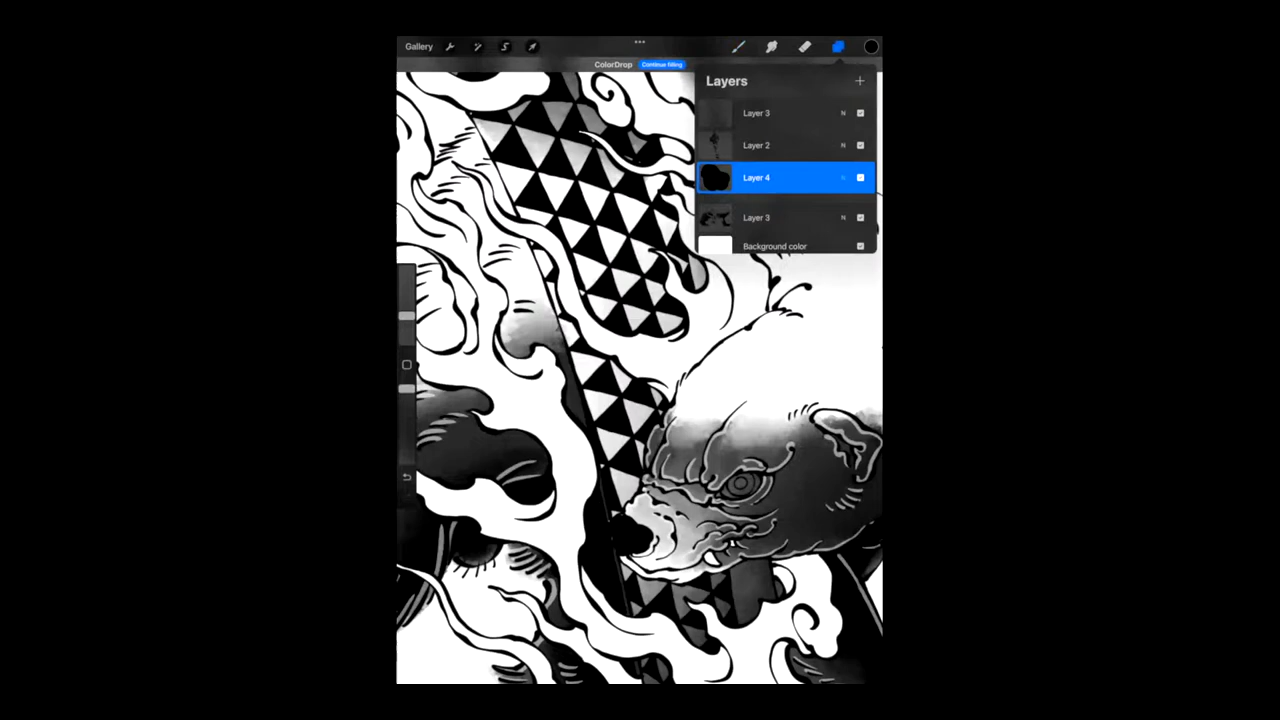 Gallery
ColorDrop Continue filling
Layers
Layer 3 N
Layer 2 N
Layer 4
Layer 3 N
Background color